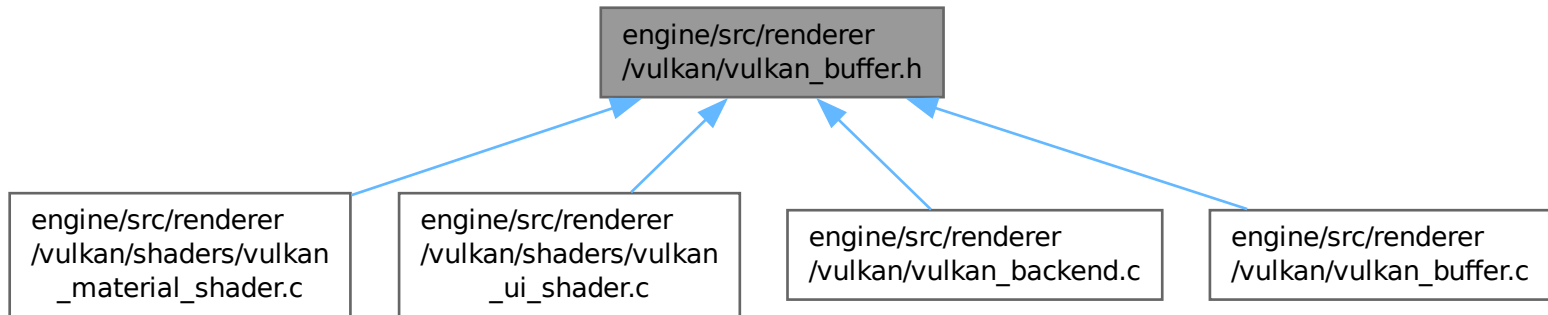 engine/src/renderer
/vulkan/vulkan_buffer.h
engine/src/renderer
/vulkan/shaders/vulkan
_material_shader.c
engine/src/renderer
/vulkan/shaders/vulkan
_ui_shader.c
engine/src/renderer
/vulkan/vulkan_backend.c
engine/src/renderer
/vulkan/vulkan_buffer.c